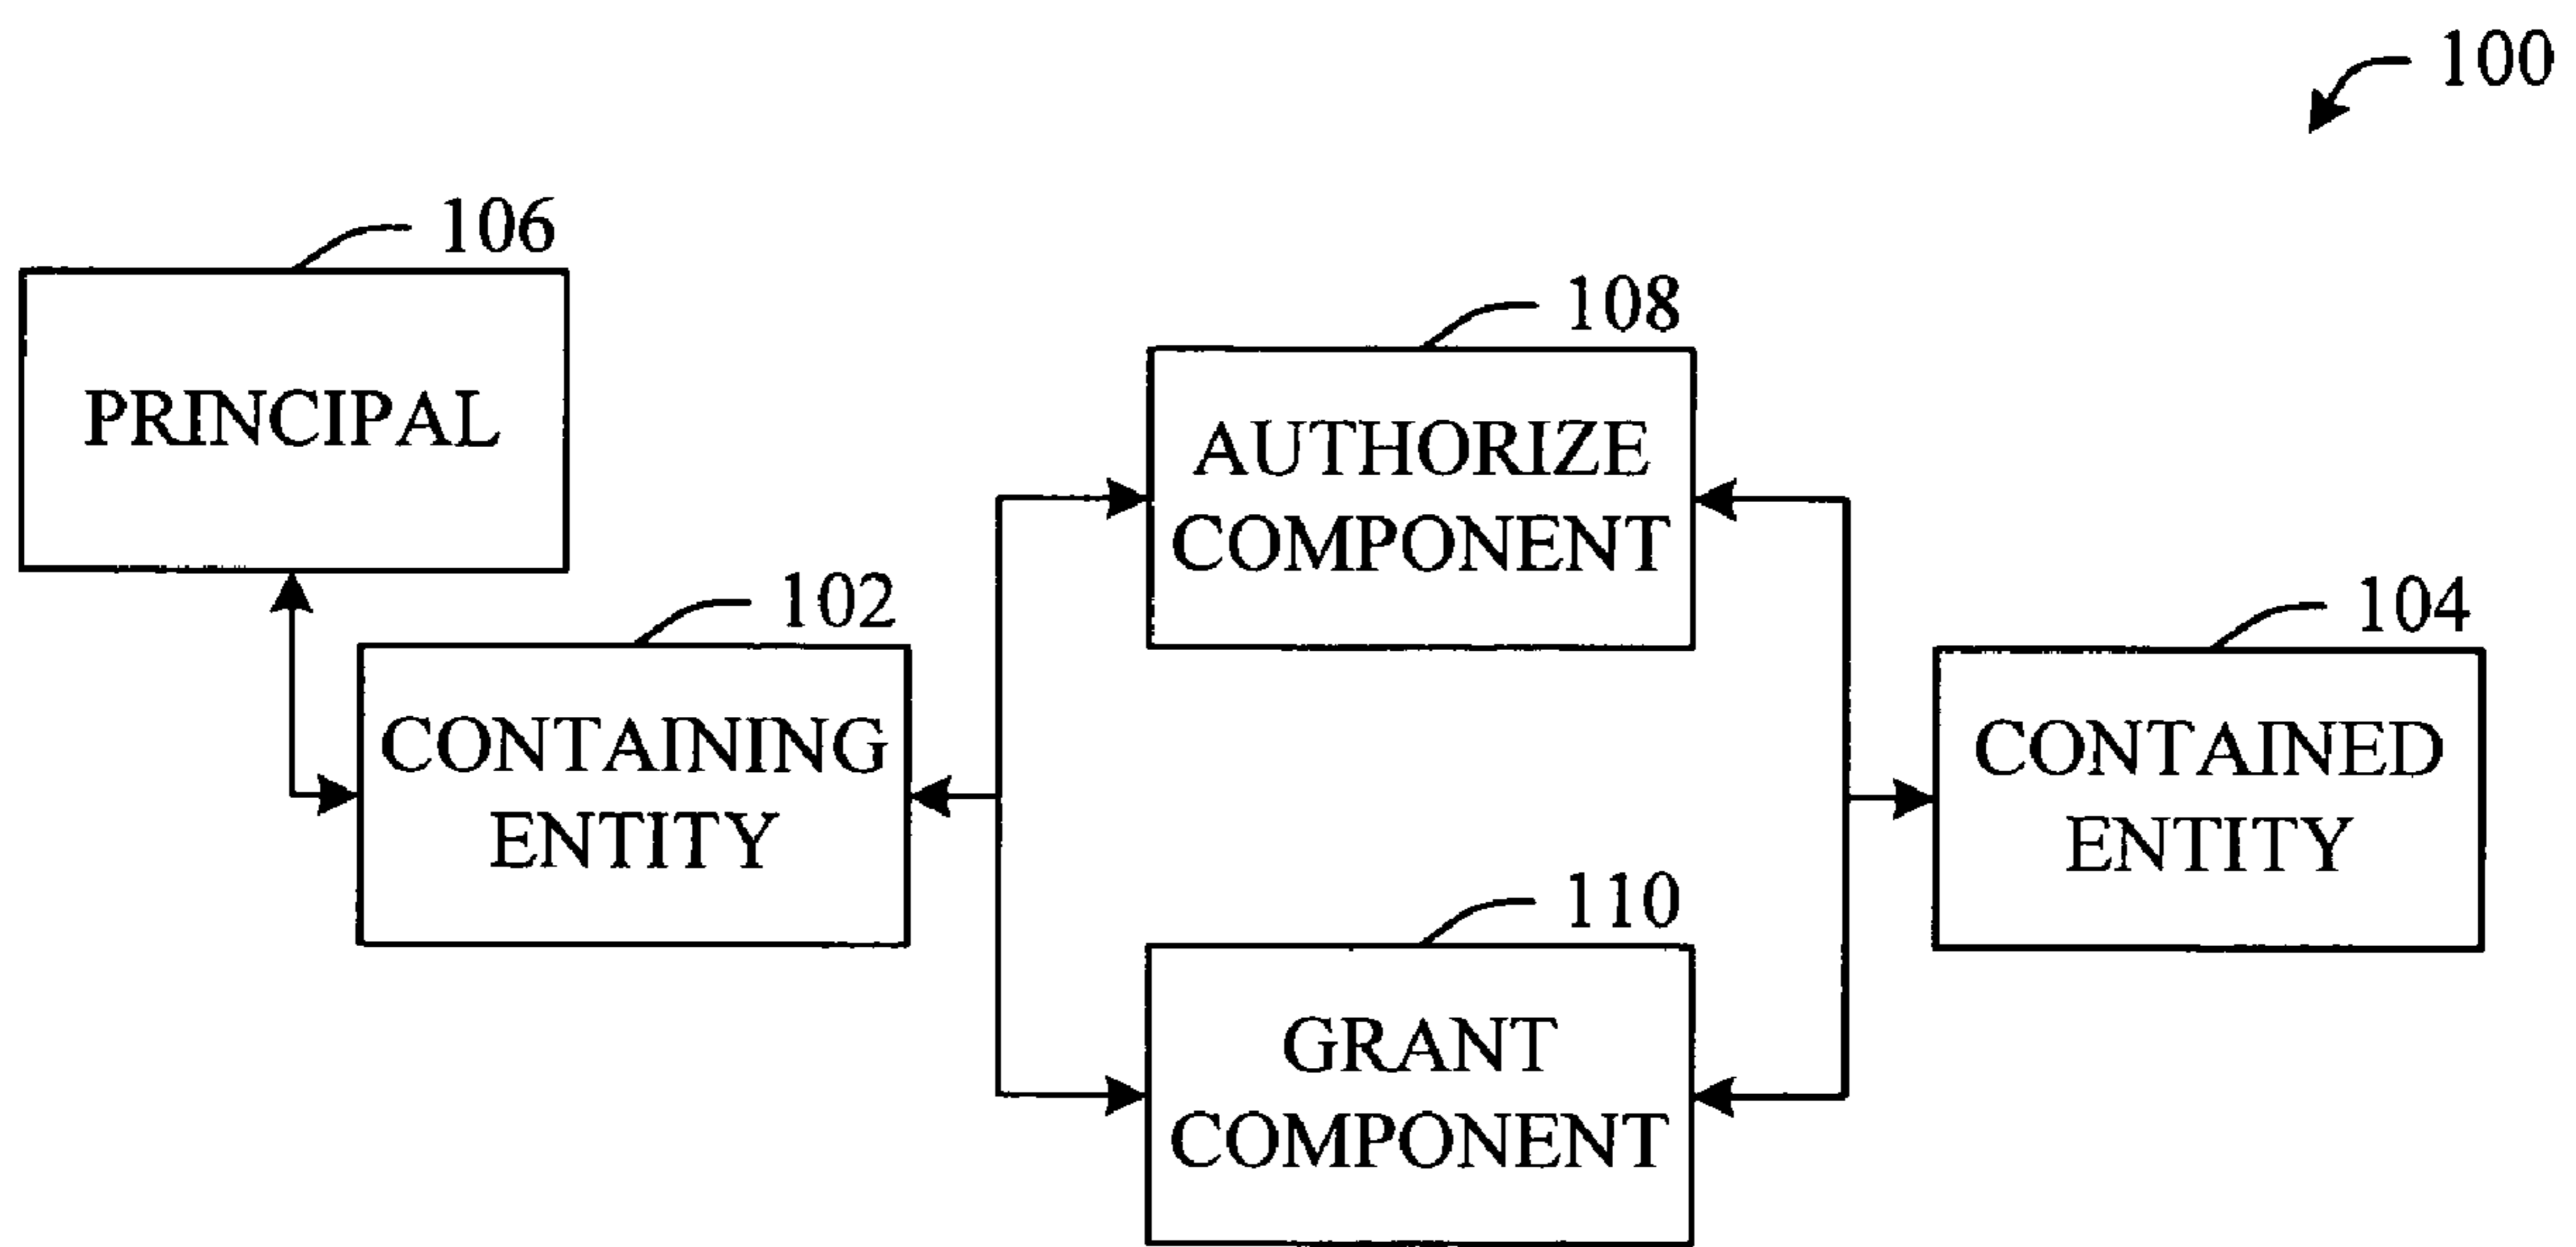 100
106
PRINCIPAL
108
AUTHORIZE
COMPONENT
102
CONTAINING
ENTITY
104
CONTAINED
ENTITY
110
GRANT
COMPONENT